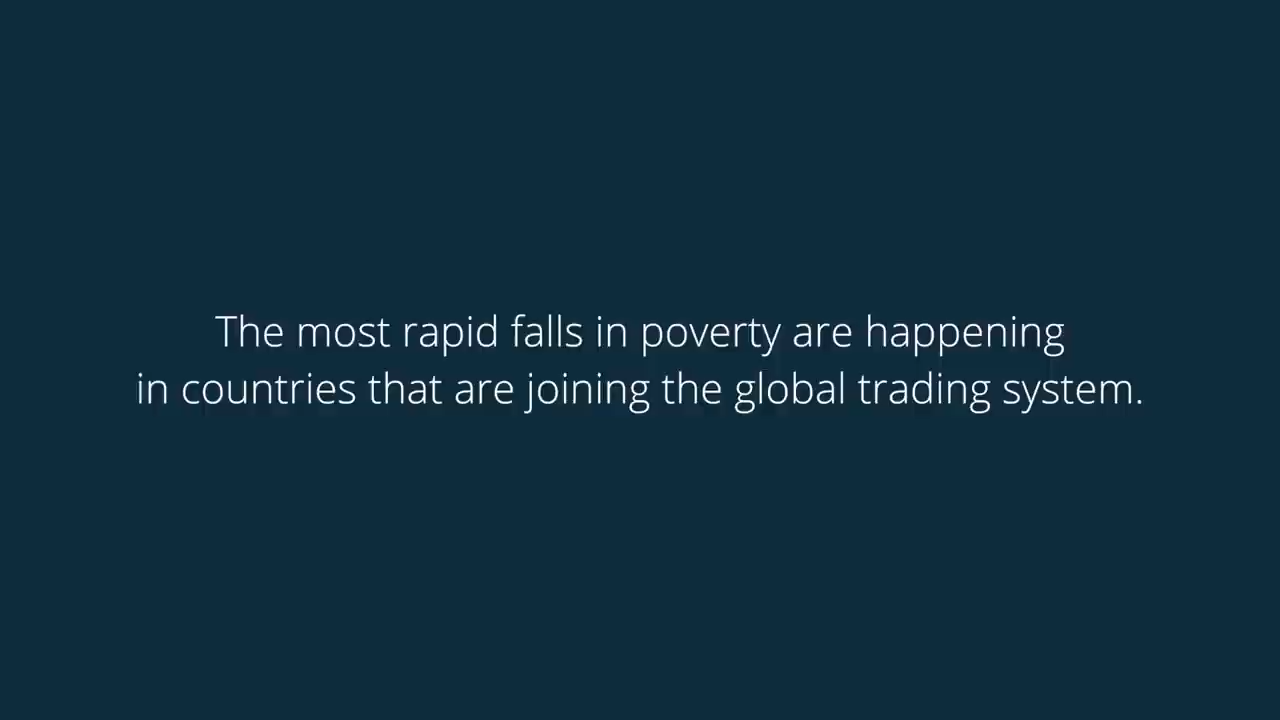 The most rapid falls in poverty are happening
in countries that are joining the global trading system.